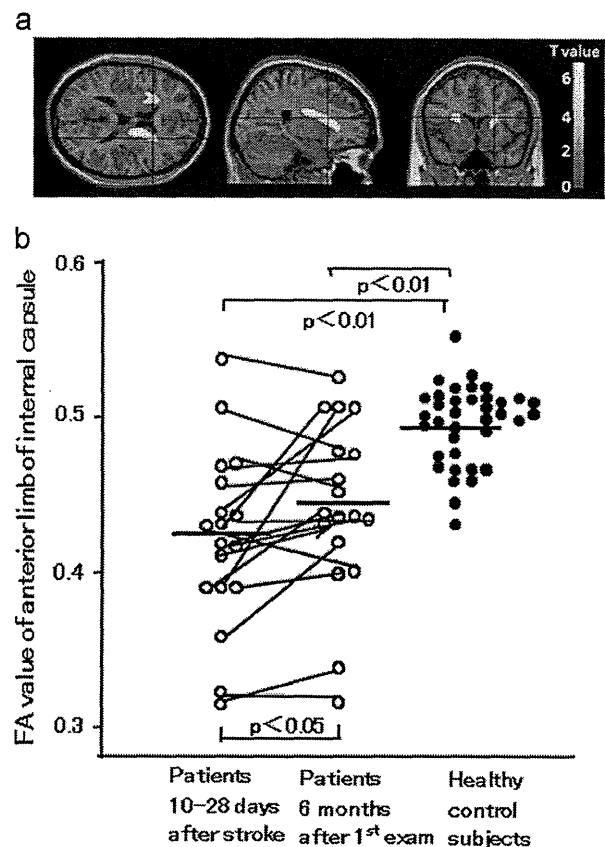 a
T value
6
4
2
0
b
0.6
p<0.01
p<0.01
0.5
0.4
0.3
FA value of anterior limb of internal capsule
p<0.05
Patients
10-28 days
after stroke
Patients
6 months
after 1st exam
Healthy
control
subjects